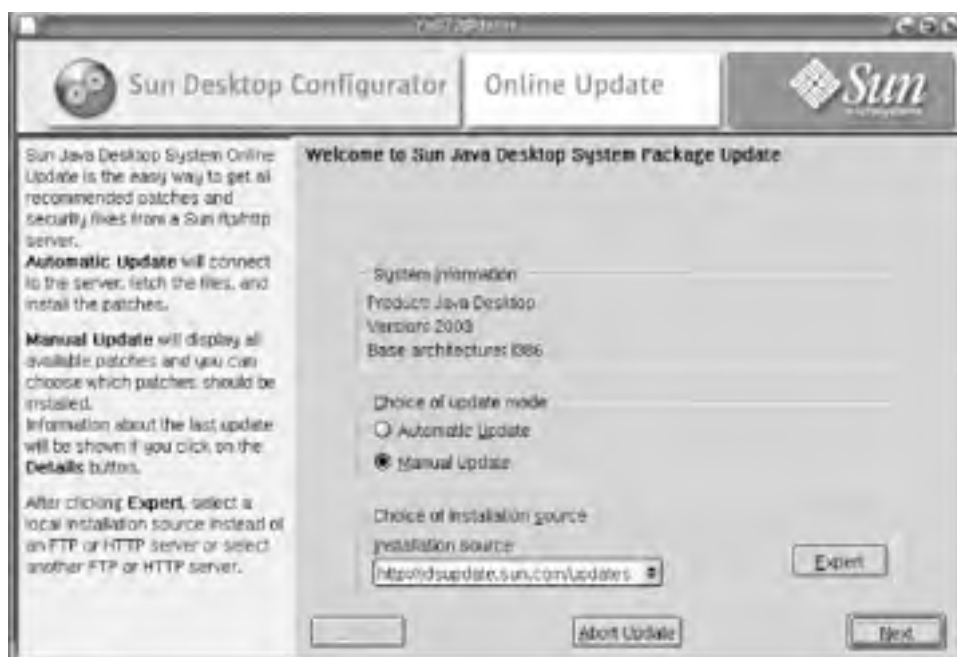 Sun Desktop Configurator
Online Update
Sun
Sun Java Desktop System Online
Update is the easy way to get all
recommended patches and
security fixes from a Sun ftp/http
server.
Automatic Update will connect
to the server, fetch the files, and
install the patches.
Manual Update will display all
available patches and you can
choose which patches should be
installed.
Information about the last update
will be shown if you click on the
Details button.
After clicking Expert, select a
local installation source instead of
an FTP or HTTP server or select
another FTP or HTTP server.
Welcome to Sun Java Desktop System Package Update
System Information
Product: Java Desktop
Version: 2003
Base architecture: i386
Choice of update mode
Automatic Update
Manual Update
Choice of installation source
Installation source
http://jdsupdate.sun.com/updates
Expert
Abort Update
Next